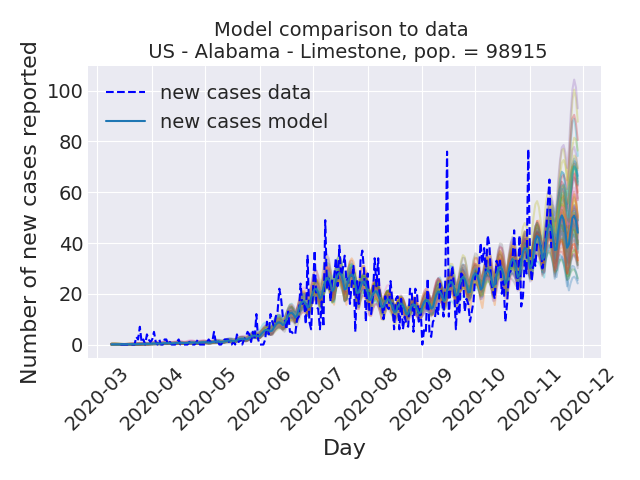 Model comparison to data
US - Alabama - Limestone, pop. = 98915
Number of new cases reported
100
80
60
40
20
0
new cases data
new cases model
2020-03
2020-04
2020-05
2020-06
2020-07
2020-08
2020-09
2020-10
2020-11
2020-12
Day